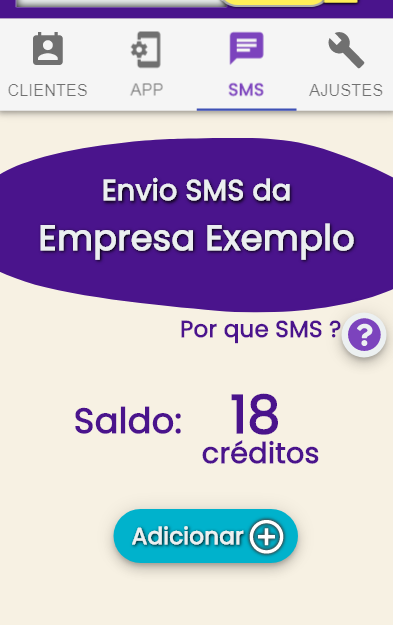 CLIENTES APP SMS AJUSTES
Envio SMS da
Empresa Exemplo
Por que SMS ? ?
Saldo: 18
créditos
Adicionar